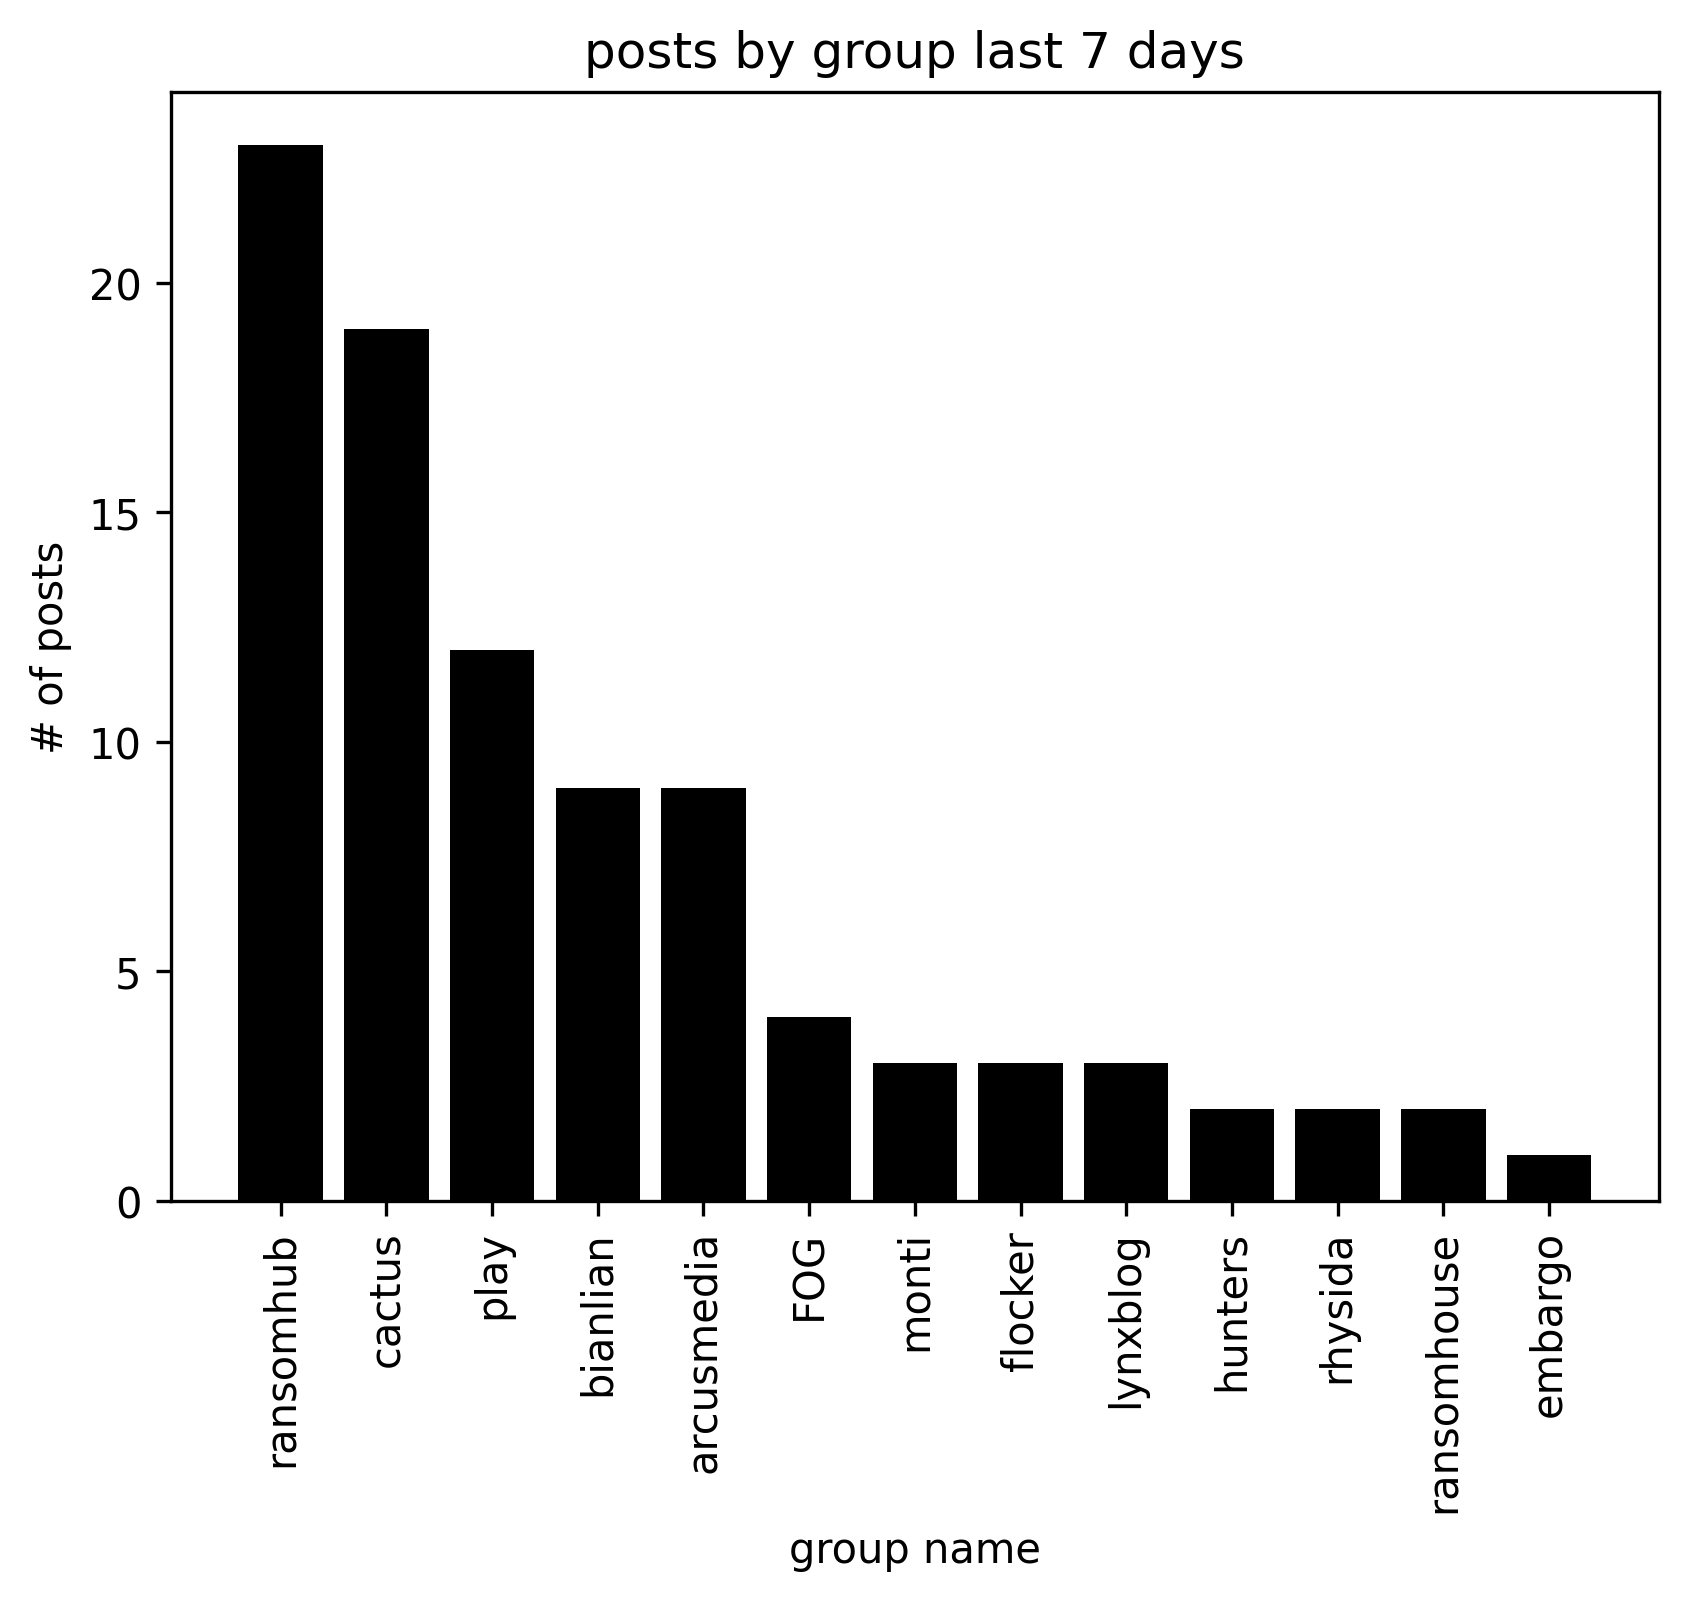 posts by group last 7 days
# of posts
20
15
10
5
0
ransomhub
cactus
play
bianlian
arcusmedia
FOG
monti
flocker
lynxblog
hunters
rhysida
ransomhouse
embargo
group name